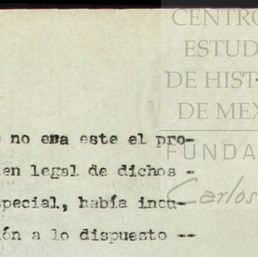 CENTRO
ESTUD
DE HIST
DE MEX
FUNDA
Carlos
no era este el pro-
en legal de dichos -
special, había incu-
ón a lo dispuesto --